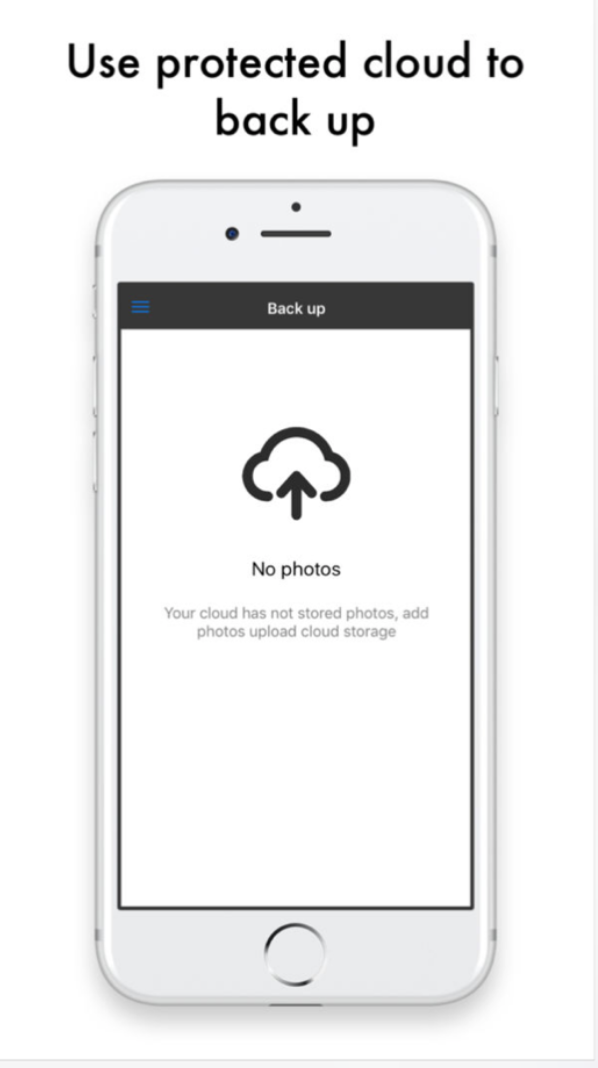 Use protected cloud to
back up
Back up
No photos
Your cloud has not stored photos, add
photos upload cloud storage